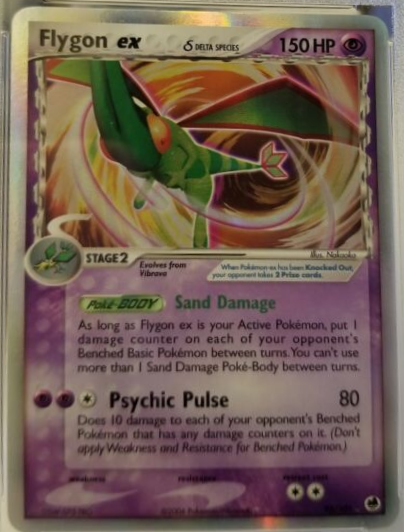 Flygon ex δ DELTA SPECIES 150 HP
Illus. Nakaoka
STAGE 2 Evolves from Vibrava
When Pokémon-ex has been Knocked Out,
your opponent takes 2 Prize cards.
Poké-BODY Sand Damage
As long as Flygon ex is your Active Pokémon, put 1
damage counter on each of your opponent's
Benched Basic Pokémon between turns. You can't use
more than 1 Sand Damage Poké-Body between turns.
Psychic Pulse 80
Does 10 damage to each of your opponent's Benched
Pokémon that has any damage counters on it. (Don't
apply Weakness and Resistance for Benched Pokémon.)
weakness resistance retreat cost